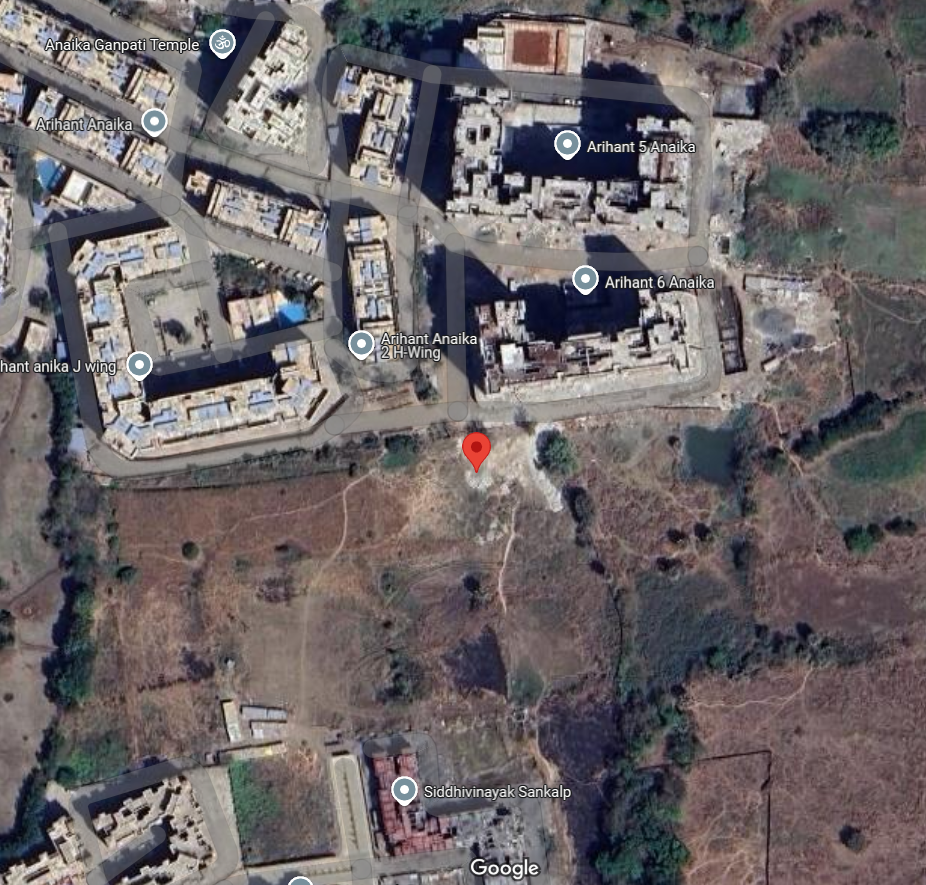 Anaika Ganpati Temple
Arihant Anaika
Arihant 5 Anaika
Arihant 6 Anaika
Arihant Anaika
2 H-Wing
hant anika J wing
Siddhivinayak Sankalp
Google